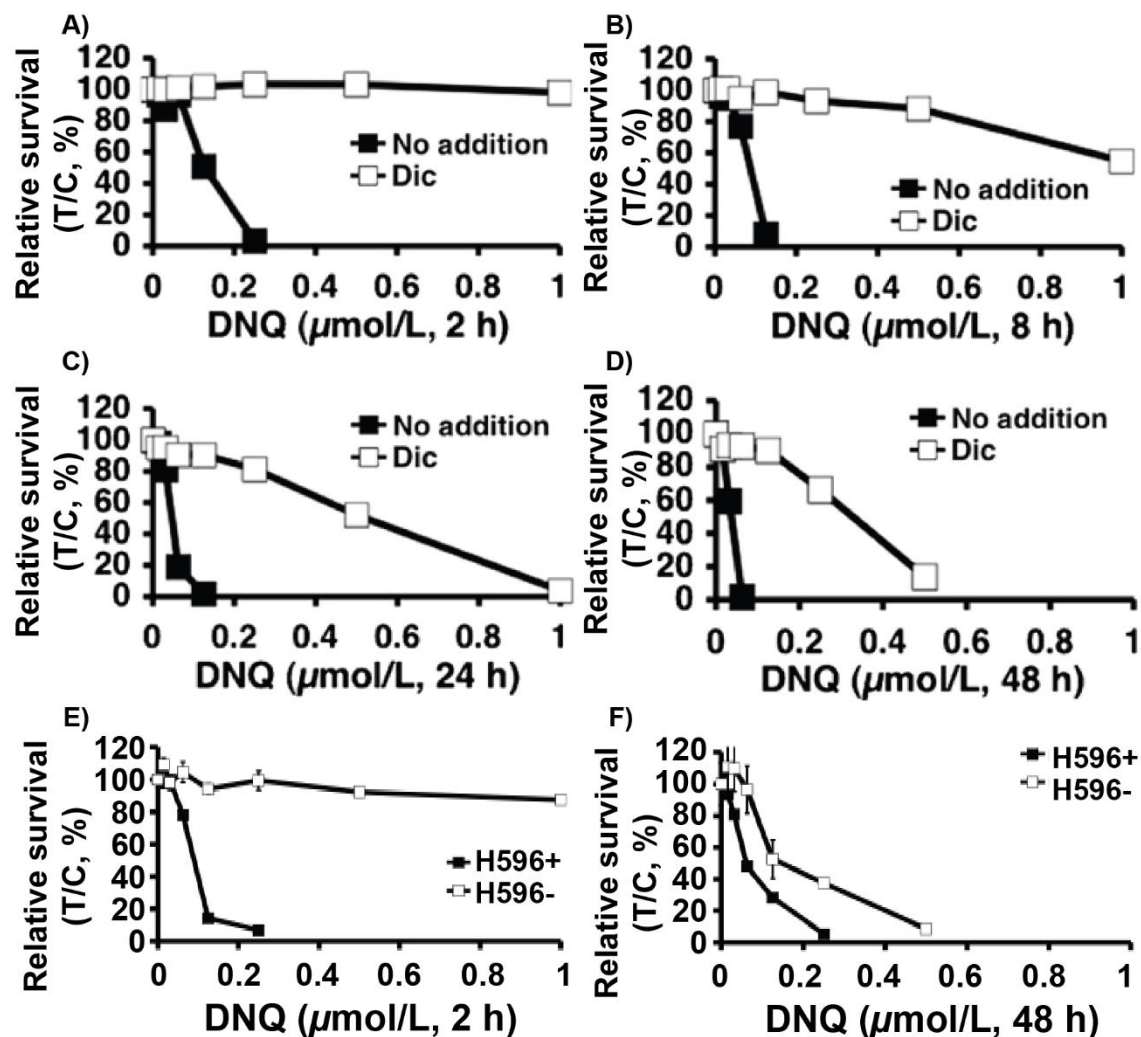 A)
Relative survival
(T/C, %)
120
100
80
60
40
20
0
No addition
Dic
0 0.2 0.4 0.6 0.8 1
DNQ (µmol/L, 2 h)
B)
Relative survival
(T/C, %)
120
100
80
60
40
20
0
No addition
Dic
0 0.2 0.4 0.6 0.8 1
DNQ (µmol/L, 8 h)
C)
Relative survival
(T/C, %)
120
100
80
60
40
20
0
No addition
Dic
0 0.2 0.4 0.6 0.8 1
DNQ (µmol/L, 24 h)
D)
Relative survival
(T/C, %)
120
100
80
60
40
20
0
No addition
Dic
0 0.2 0.4 0.6 0.8 1
DNQ (µmol/L, 48 h)
E)
Relative survival
(T/C, %)
120
100
80
60
40
20
0
H596+
H596-
0 0.2 0.4 0.6 0.8 1
DNQ (µmol/L, 2 h)
F)
Relative survival
(T/C, %)
120
100
80
60
40
20
0
H596+
H596-
0 0.2 0.4 0.6 0.8 1
DNQ (µmol/L, 48 h)